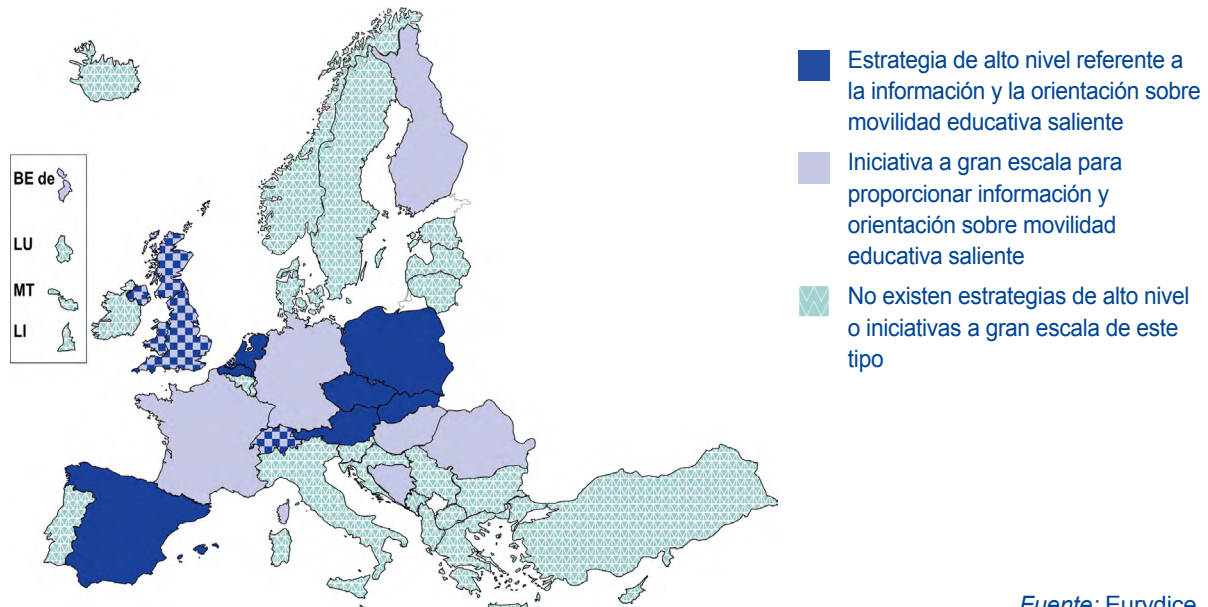 BE de
LU
MT
LI
Estrategia de alto nivel referente a
la información y la orientación sobre
movilidad educativa saliente
Iniciativa a gran escala para
proporcionar información y
orientación sobre movilidad
educativa saliente
No existen estrategias de alto nivel
o iniciativas a gran escala de este
tipo
Fuente: Eurydice